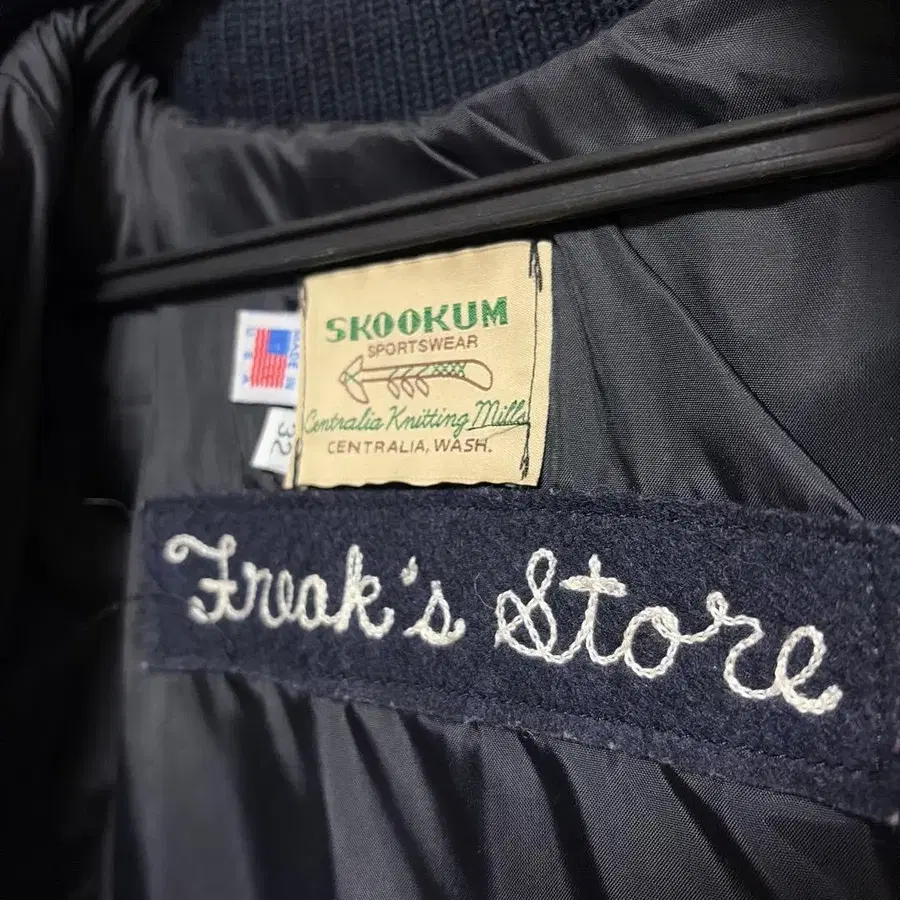 SKOOKUM
SPORTSWEAR
Centralia Knitting Mills
CENTRALIA, WASH.
MADE IN
U S A
32
Freak's Store